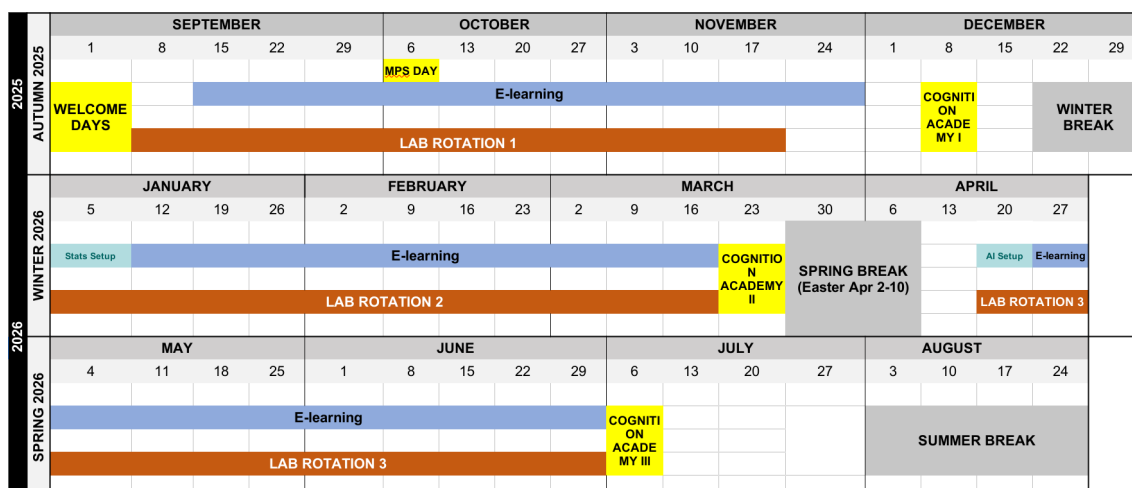 2025
2026
AUTUMN 2025
SEPTEMBER OCTOBER NOVEMBER DECEMBER
1 8 15 22 29 6 13 20 27 3 10 17 24 1 8 15 22 29
MPS DAY
WELCOME
DAYS
E-learning
LAB ROTATION 1
COGNITI
ON
ACADE
MY I
WINTER
BREAK
WINTER 2026
JANUARY FEBRUARY MARCH APRIL
5 12 19 26 2 9 16 23 2 9 16 23 30 6 13 20 27
Stats Setup
E-learning
LAB ROTATION 2
COGNITIO
N
ACADEMY
II
SPRING BREAK
(Easter Apr 2-10)
AI Setup
E-learning
LAB ROTATION 3
SPRING 2026
MAY JUNE JULY AUGUST
4 11 18 25 1 8 15 22 29 6 13 20 27 3 10 17 24
E-learning
LAB ROTATION 3
COGNITI
ON
ACADE
MY III
SUMMER BREAK